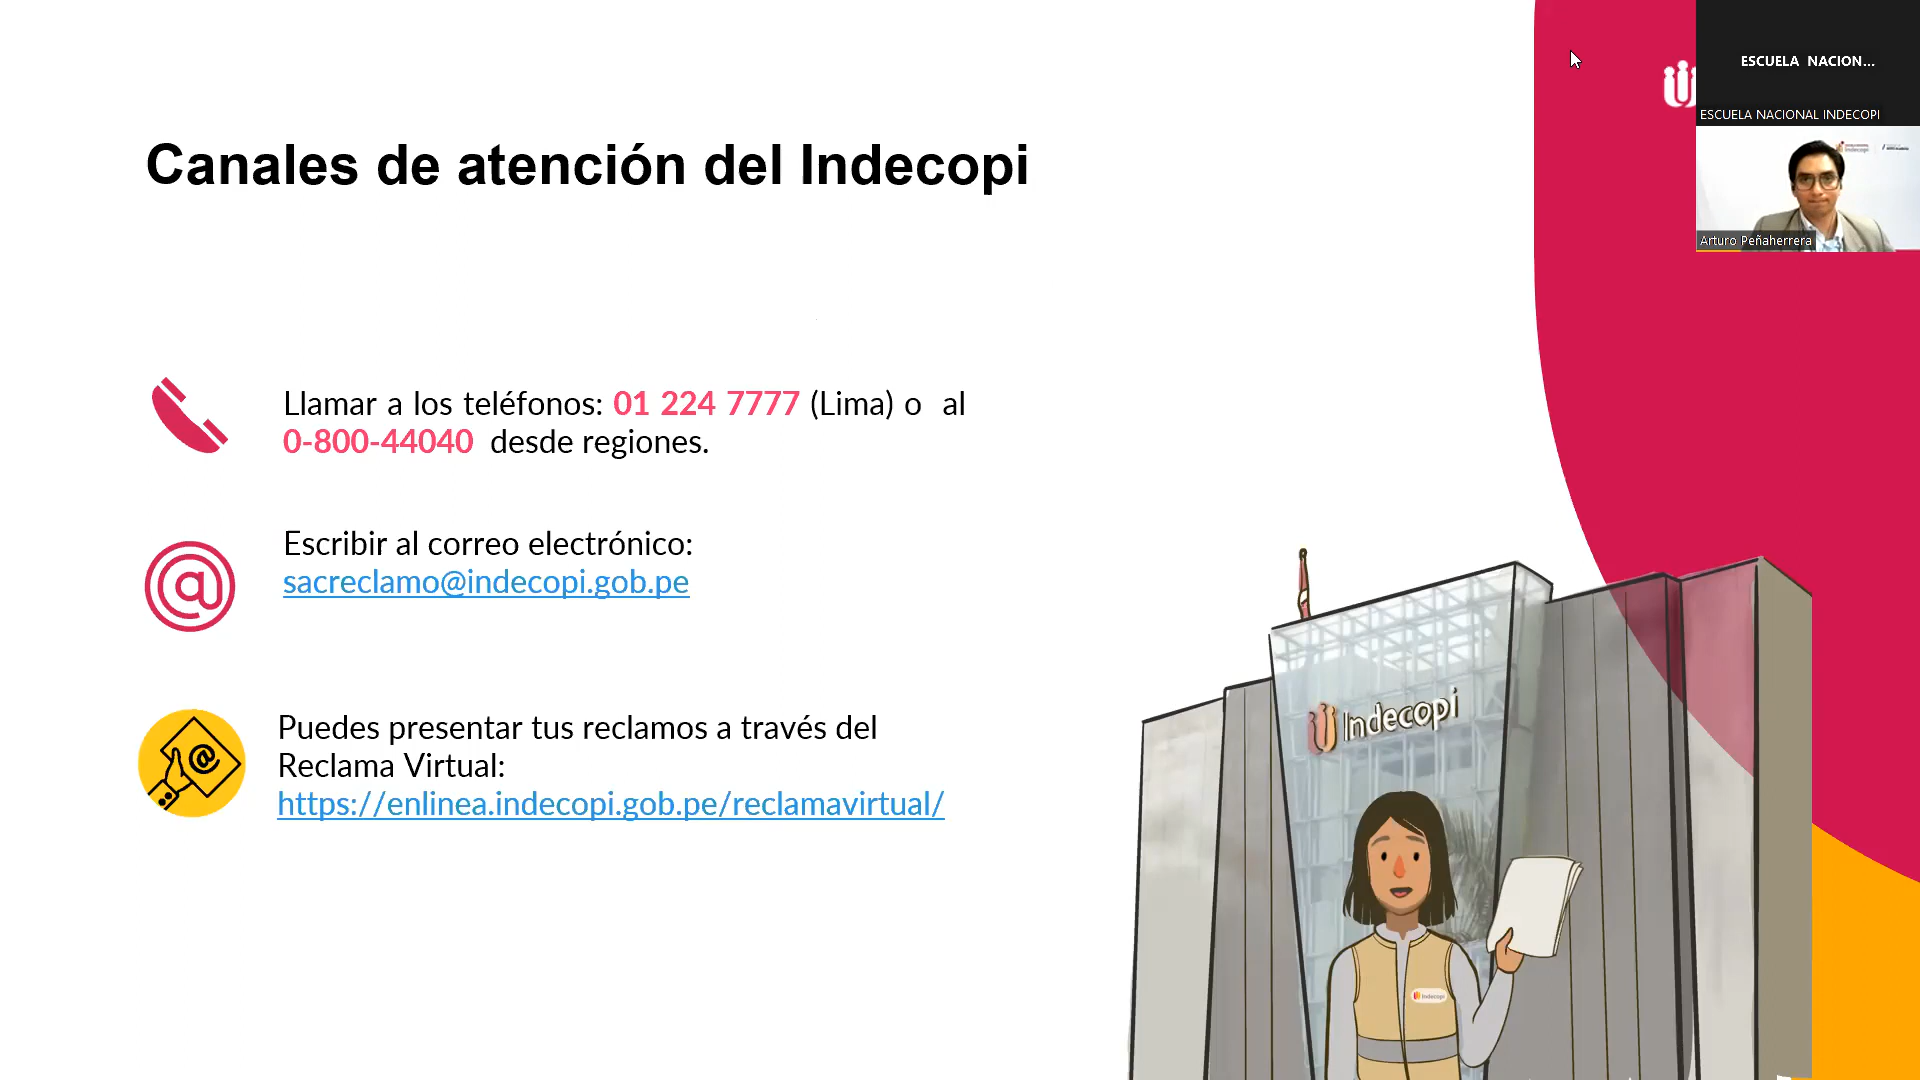 Canales de atención del Indecopi
Llamar a los teléfonos: 01 224 7777 (Lima) o al
0-800-44040 desde regiones.
Escribir al correo electrónico:
sacreclamo@indecopi.gob.pe
Puedes presentar tus reclamos a través del
Reclama Virtual:
https://enlinea.indecopi.gob.pe/reclamavirtual/
ESCUELA NACION...
ESCUELA NACIONAL INDECOPI
Arturo Peñaherrera
Indecopi
Indecopi